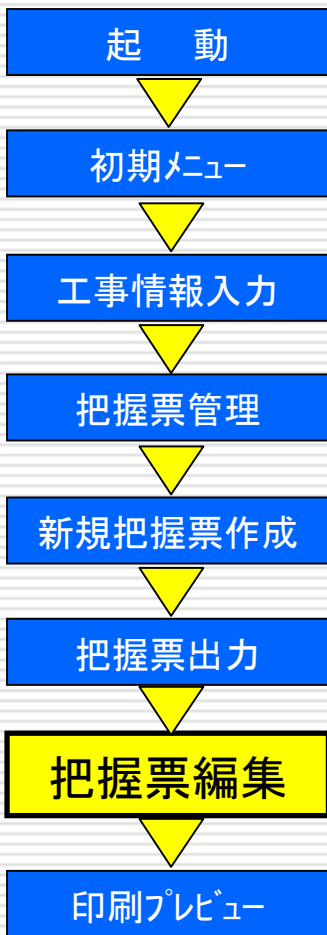 起　動
初期ﾒﾆｭｰ
工事情報入力
把握票管理
新規把握票作成
把握票出力
把握票編集
印刷ﾌﾟﾚﾋﾞｭｰ